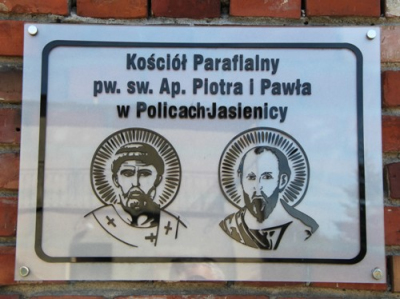 Kościół Parafialny
pw. sw. Ap. Piotra i Pawła
w Policach-Jasienicy